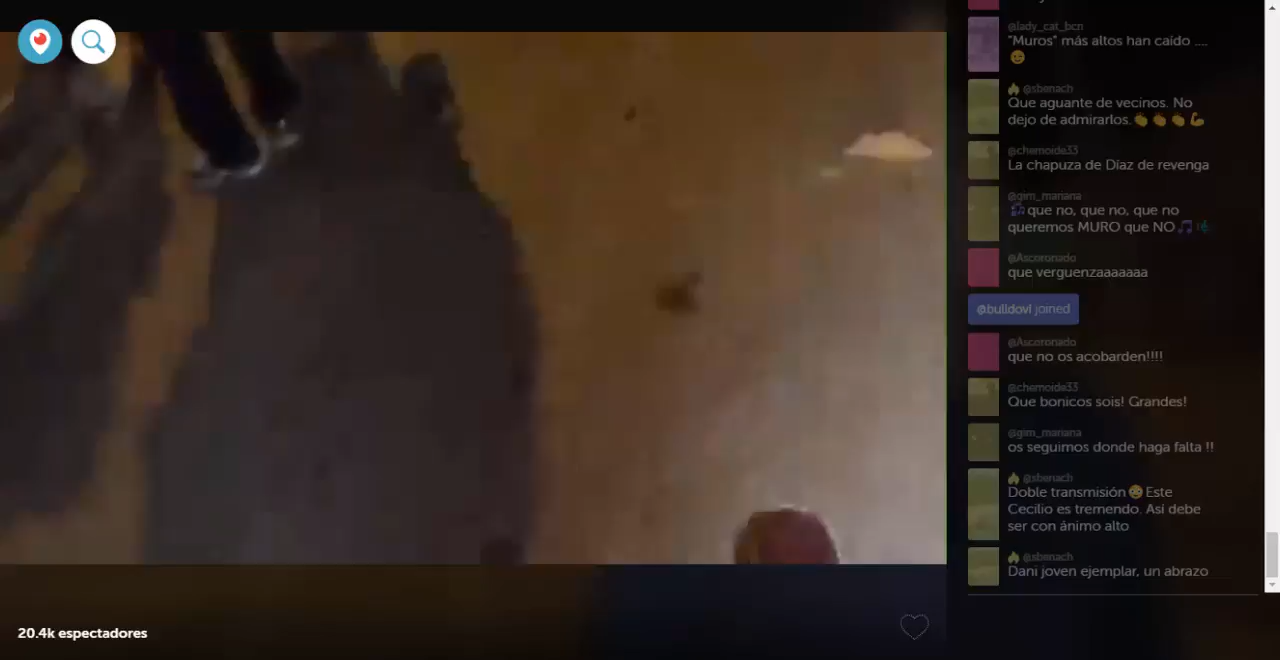 @lady_cat_bcn
"Muros" más altos han caído ....
@sbenach
Que aguante de vecinos. No
dejo de admirarlos.👏👏👏💪
@chemoide33
La chapuza de Díaz de revenga
@gim_mariana
🎶que no, que no, que no
queremos MURO que NO🎵
@Ascoronado
que verguenzaaaaaaa
@bulldovi joined
@Ascoronado
que no os acobarden!!!!
@chemoide33
Que bonicos sois! Grandes!
@gim_mariana
os seguimos donde haga falta !!
@sbenach
Doble transmisión Este
Cecilio es tremendo. Así debe
ser con ánimo alto
@sbenach
Dani joven ejemplar, un abrazo
20.4k espectadores